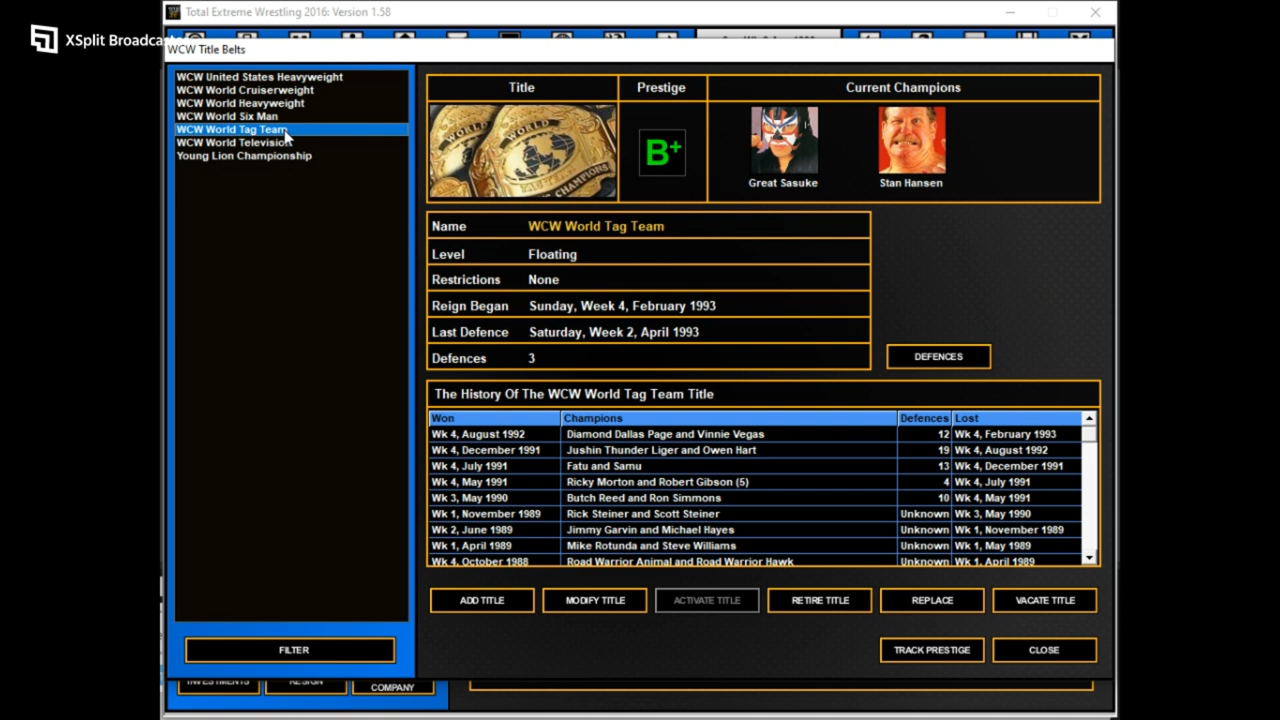 Total Extreme Wrestling 2016: Version 1.58
XSplit Broadcast
WCW Title Belts
WCW United States Heavyweight
WCW World Cruiserweight
WCW World Heavyweight
WCW World Six Man
WCW World Tag Team
WCW World Television
Young Lion Championship
FILTER
Title
Prestige
Current Champions
WORLD
WORLD
CHAMPIONS
B+
Great Sasuke
Stan Hansen
Name WCW World Tag Team
Level Floating
Restrictions None
Reign Began Sunday, Week 4, February 1993
Last Defence Saturday, Week 2, April 1993
Defences 3
DEFENCES
The History Of The WCW World Tag Team Title
Won Champions Defences Lost
Wk 4, August 1992 Diamond Dallas Page and Vinnie Vegas 12 Wk 4, February 1993
Wk 4, December 1991 Jushin Thunder Liger and Owen Hart 19 Wk 4, August 1992
Wk 4, July 1991 Fatu and Samu 13 Wk 4, December 1991
Wk 4, May 1991 Ricky Morton and Robert Gibson (5) 4 Wk 4, July 1991
Wk 3, May 1990 Butch Reed and Ron Simmons 10 Wk 4, May 1991
Wk 1, November 1989 Rick Steiner and Scott Steiner Unknown Wk 3, May 1990
Wk 2, June 1989 Jimmy Garvin and Michael Hayes Unknown Wk 1, November 1989
Wk 1, April 1989 Mike Rotunda and Steve Williams Unknown Wk 1, May 1989
Wk 4, October 1988 Road Warrior Animal and Road Warrior Hawk Unknown Wk 1, April 1989
ADD TITLE
MODIFY TITLE
ACTIVATE TITLE
RETIRE TITLE
REPLACE
VACATE TITLE
TRACK PRESTIGE
CLOSE
INVESTMENTS
RESIGN
COMPANY